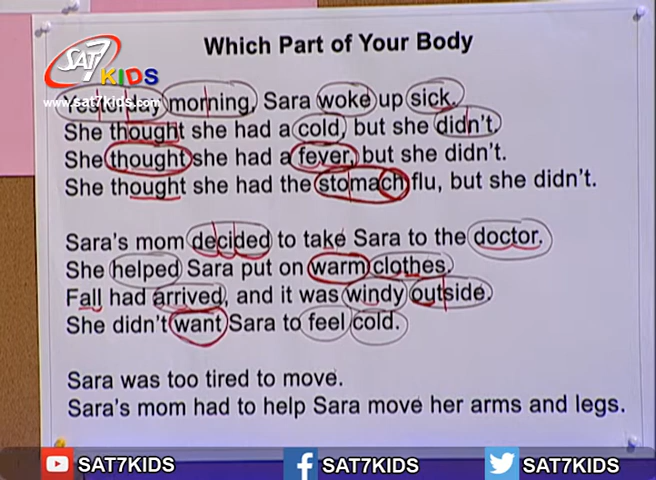 Which Part of Your Body
SAT 7 KIDS
www.sat7kids.com
Yesterday morning, Sara woke up sick.
She thought she had a cold, but she didn't.
She thought she had a fever, but she didn't.
She thought she had the stomach flu, but she didn't.
Sara's mom decided to take Sara to the doctor.
She helped Sara put on warm clothes.
Fall had arrived, and it was windy outside.
She didn't want Sara to feel cold.
Sara was too tired to move.
Sara's mom had to help Sara move her arms and legs.
SAT7KIDS
SAT7KIDS
SAT7KIDS